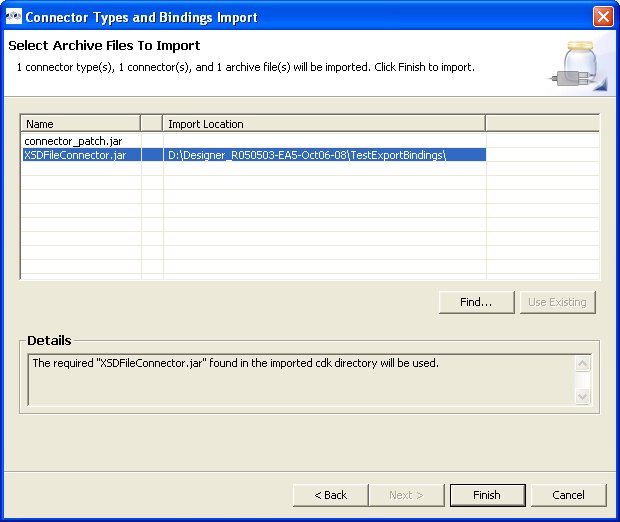 Connector Types and Bindings Import
Select Archive Files To Import
1 connector type(s), 1 connector(s), and 1 archive file(s) will be imported. Click Finish to import.
Name Import Location
connector_patch.jar
XSDFileConnector.jar D:\Designer_R050503-EA5-Oct06-08\TestExportBindings\
Find... Use Existing
Details
The required "XSDFileConnector.jar" found in the imported cdk directory will be used.
< Back Next > Finish Cancel